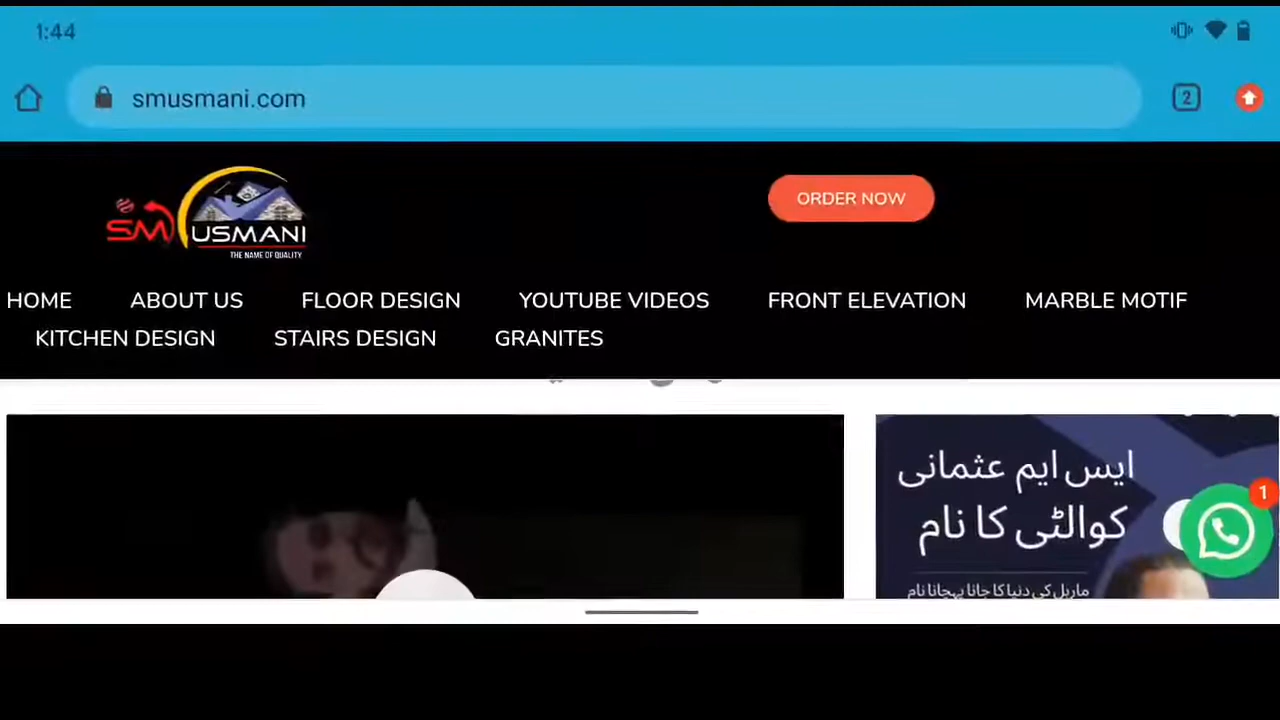 1:44
smusmani.com
2
SM USMANI
THE NAME OF QUALITY
ORDER NOW
HOME ABOUT US FLOOR DESIGN YOUTUBE VIDEOS FRONT ELEVATION MARBLE MOTIF
KITCHEN DESIGN STAIRS DESIGN GRANITES
ایس ایم عثمانی
کوالٹی کا نام
ماربل کی دنیا کا جانا پہچانا نام
1